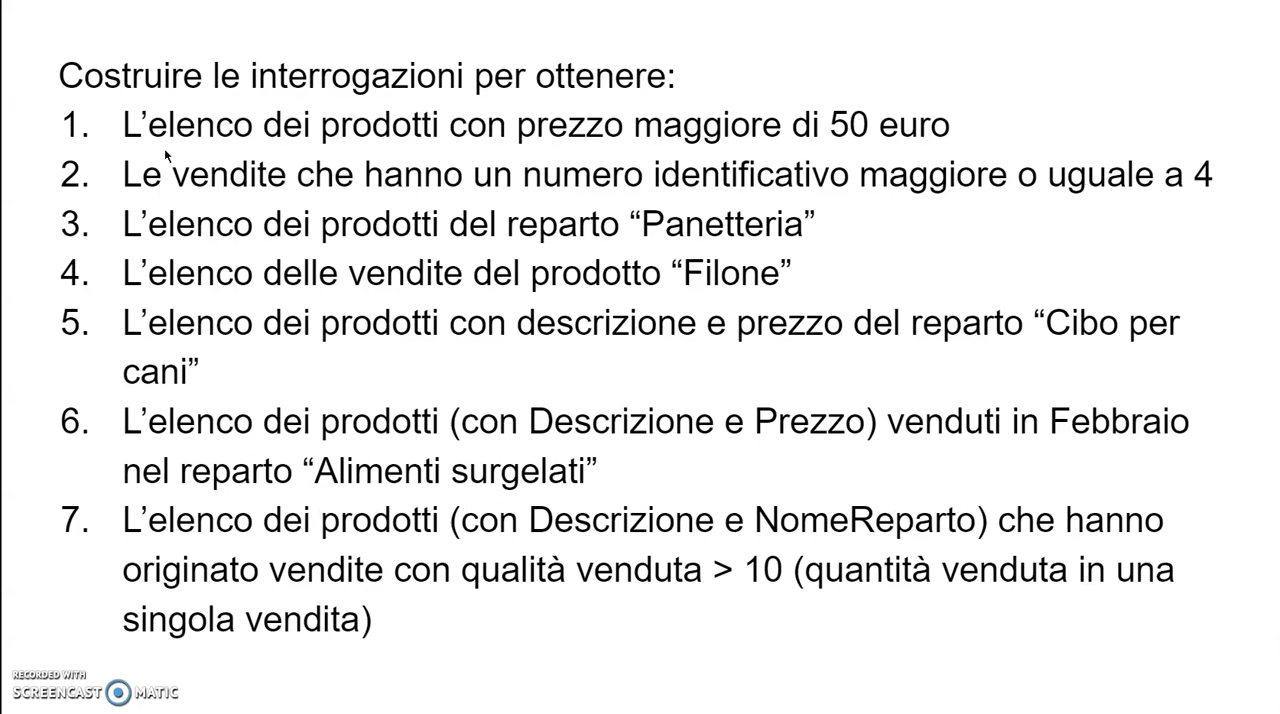 Costruire le interrogazioni per ottenere:
1. L’elenco dei prodotti con prezzo maggiore di 50 euro
2. Le vendite che hanno un numero identificativo maggiore o uguale a 4
3. L’elenco dei prodotti del reparto “Panetteria”
4. L’elenco delle vendite del prodotto “Filone”
5. L’elenco dei prodotti con descrizione e prezzo del reparto “Cibo per
cani”
6. L’elenco dei prodotti (con Descrizione e Prezzo) venduti in Febbraio
nel reparto “Alimenti surgelati”
7. L’elenco dei prodotti (con Descrizione e NomeReparto) che hanno
originato vendite con qualità venduta > 10 (quantità venduta in una
singola vendita)
RECORDED WITH
SCREENCAST MATIC